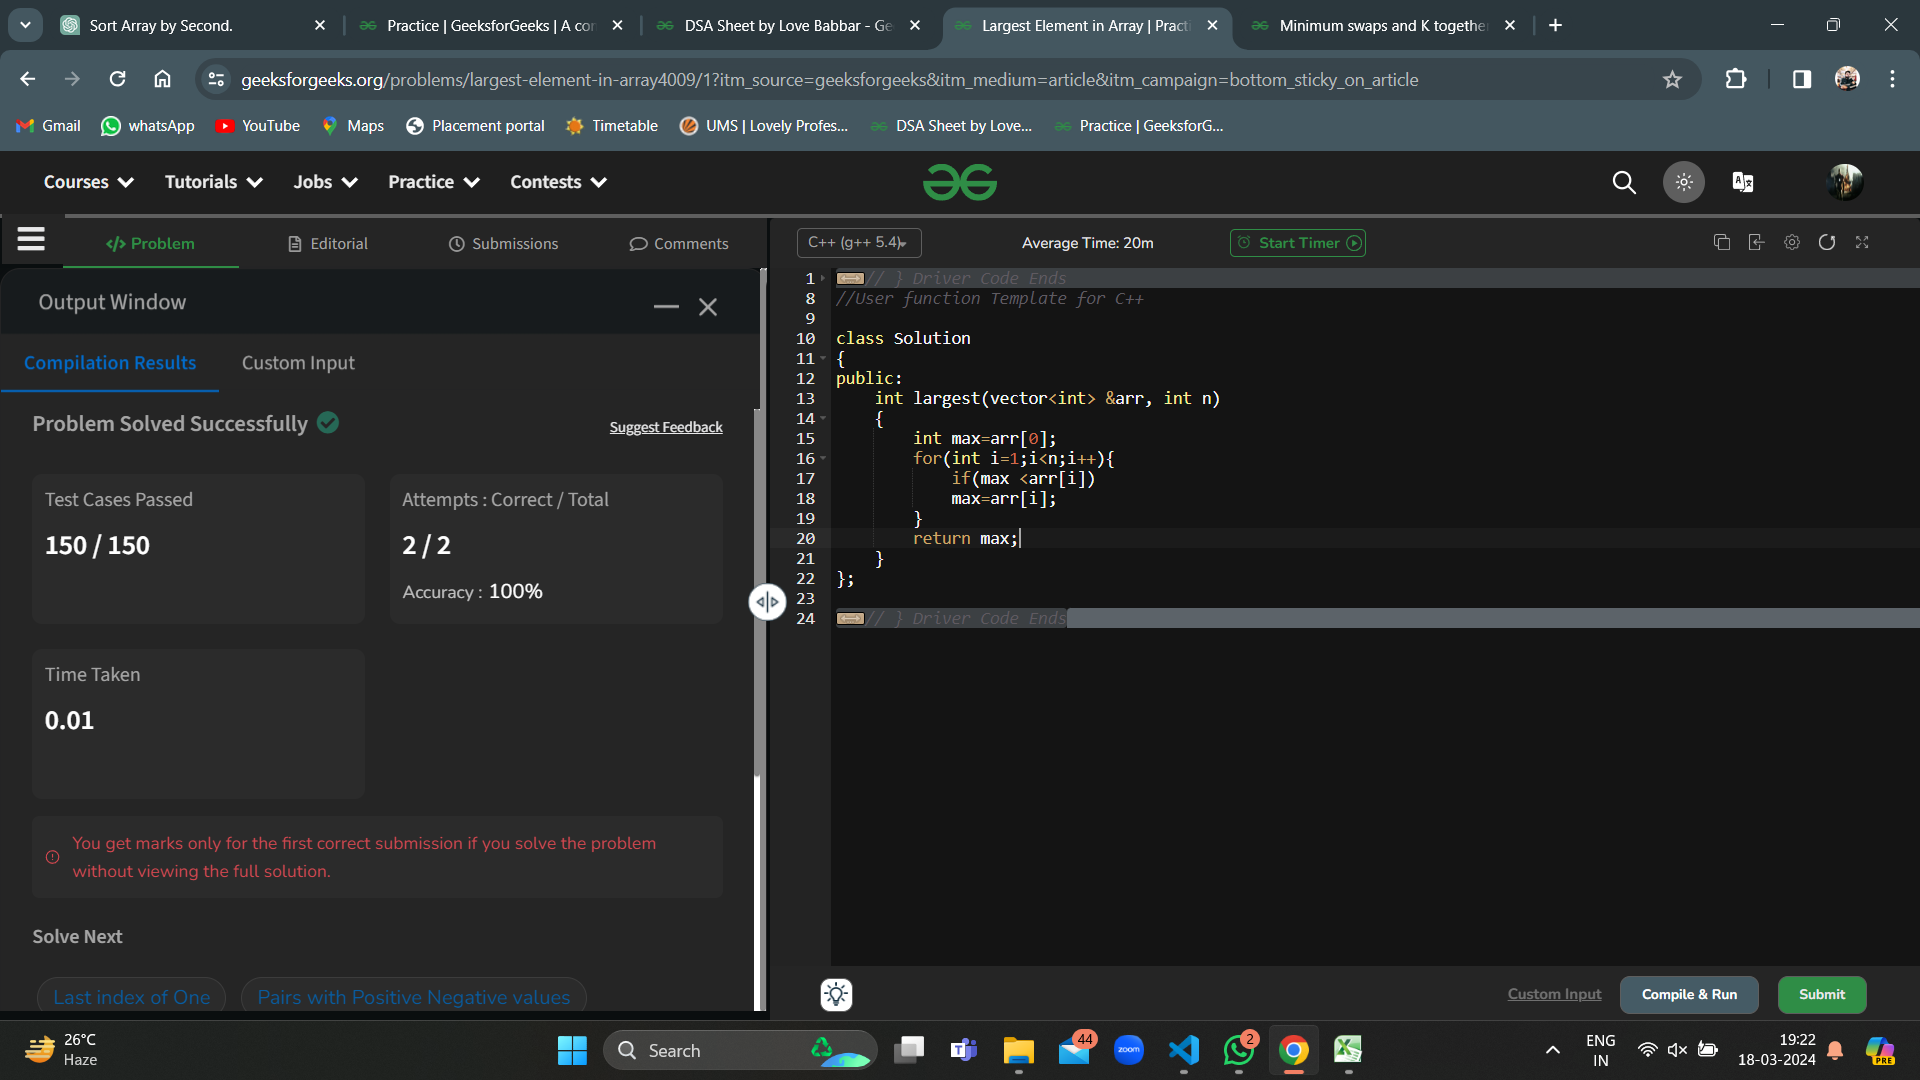 Sort Array by Second.
Practice | GeeksforGeeks | A cor
DSA Sheet by Love Babbar - Ge
Largest Element in Array | Practi
Minimum swaps and K together
geeksforgeeks.org/problems/largest-element-in-array4009/1?itm_source=geeksforgeeks&itm_medium=article&itm_campaign=bottom_sticky_on_article
Gmail
whatsApp
YouTube
Maps
Placement portal
Timetable
UMS | Lovely Profes...
DSA Sheet by Love...
Practice | GeeksforG...
Courses
Tutorials
Jobs
Practice
Contests
</> Problem
Editorial
Submissions
Comments
C++ (g++ 5.4)
Average Time: 20m
Start Timer
Output Window
Compilation Results
Custom Input
Problem Solved Successfully
Suggest Feedback
Test Cases Passed
150 / 150
Attempts : Correct / Total
2 / 2
Accuracy : 100%
Time Taken
0.01
You get marks only for the first correct submission if you solve the problem
without viewing the full solution.
Solve Next
Last index of One
Pairs with Positive Negative values
1 // } Driver Code Ends
8 //User function Template for C++
9
10 class Solution
11 {
12 public:
13     int largest(vector<int> &arr, int n)
14     {
15         int max=arr[0];
16         for(int i=1;i<n;i++){
17             if(max <arr[i])
18             max=arr[i];
19         }
20         return max;
21     }
22 };
23
24 // } Driver Code Ends
Custom Input
Compile & Run
Submit
26°C
Haze
Search
44
zoom
2
ENG
IN
19:22
18-03-2024
PRE